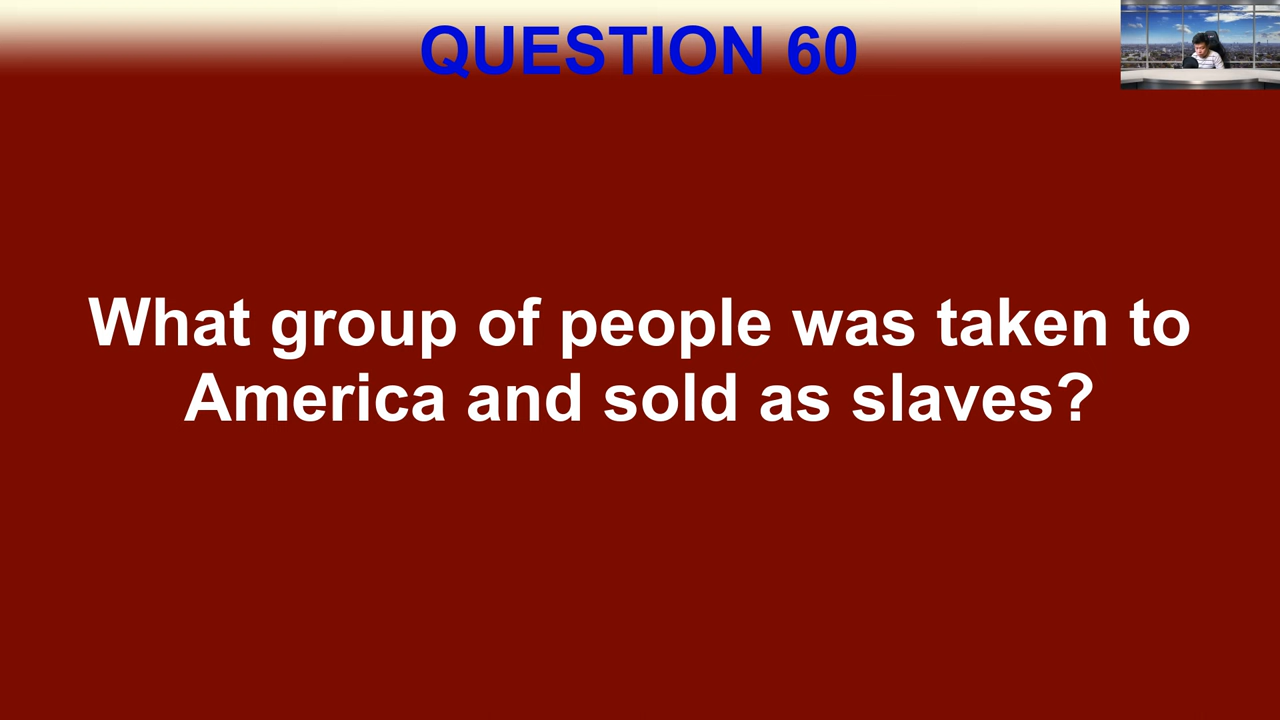 QUESTION 60
What group of people was taken to
America and sold as slaves?